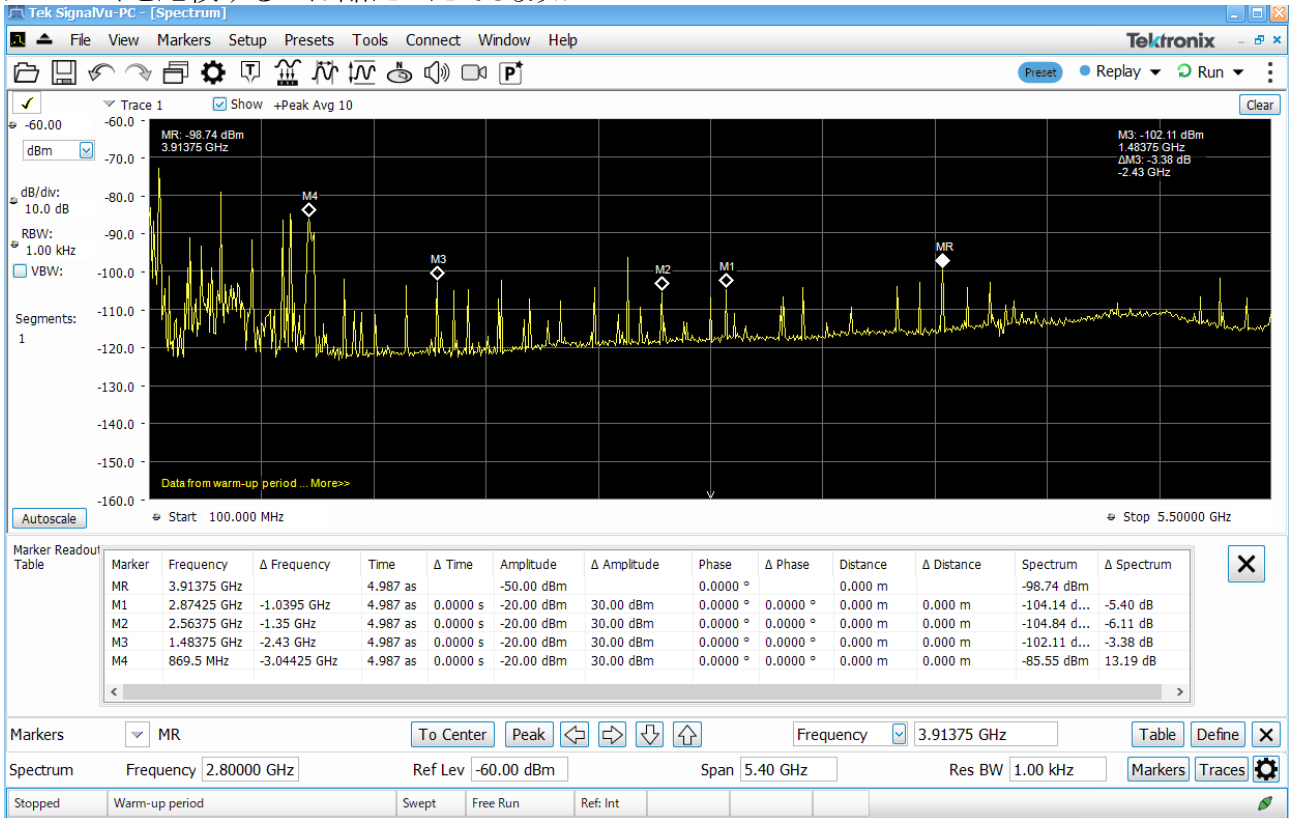 Tek SignalVu-PC - [Spectrum]
File View Markers Setup Presets Tools Connect Window Help
Tektronix
Preset Replay Run
Trace 1 Show +Peak Avg 10 Clear
-60.00
dBm
dB/div:
10.0 dB
RBW:
1.00 kHz
VBW:
Segments:
1
Autoscale
-60.0
-70.0
-80.0
-90.0
-100.0
-110.0
-120.0
-130.0
-140.0
-150.0
-160.0
MR: -98.74 dBm
3.91375 GHz
M3: -102.11 dBm
1.48375 GHz
ΔM3: -3.38 dB
-2.43 GHz
M4
M3
M2
M1
MR
Data from warm-up period ... More>>
Start 100.000 MHz
Stop 5.50000 GHz
Marker Readout
Table
Marker Frequency Δ Frequency Time Δ Time Amplitude Δ Amplitude Phase Δ Phase Distance Δ Distance Spectrum Δ Spectrum
MR 3.91375 GHz 4.987 as -50.00 dBm 0.0000 ° 0.000 m -98.74 dBm
M1 2.87425 GHz -1.0395 GHz 4.987 as 0.0000 s -20.00 dBm 30.00 dBm 0.0000 ° 0.0000 ° 0.000 m 0.000 m -104.14 d... -5.40 dB
M2 2.56375 GHz -1.35 GHz 4.987 as 0.0000 s -20.00 dBm 30.00 dBm 0.0000 ° 0.0000 ° 0.000 m 0.000 m -104.84 d... -6.11 dB
M3 1.48375 GHz -2.43 GHz 4.987 as 0.0000 s -20.00 dBm 30.00 dBm 0.0000 ° 0.0000 ° 0.000 m 0.000 m -102.11 d... -3.38 dB
M4 869.5 MHz -3.04425 GHz 4.987 as 0.0000 s -20.00 dBm 30.00 dBm 0.0000 ° 0.0000 ° 0.000 m 0.000 m -85.55 dBm 13.19 dB
Markers MR To Center Peak Frequency 3.91375 GHz Table Define
Spectrum Frequency 2.80000 GHz Ref Lev -60.00 dBm Span 5.40 GHz Res BW 1.00 kHz Markers Traces
Stopped Warm-up period Swept Free Run Ref: Int